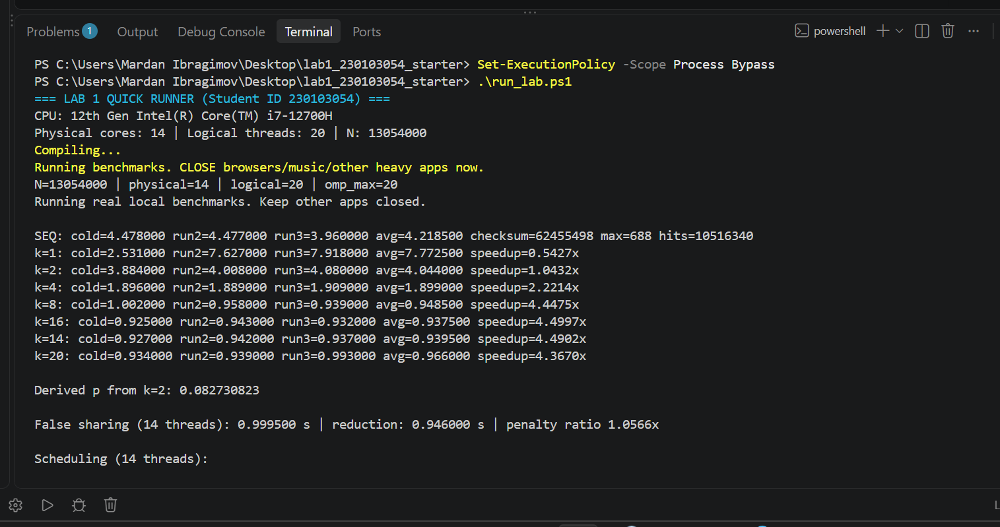 Problems 1 Output Debug Console Terminal Ports powershell
PS C:\Users\Mardan Ibragimov\Desktop\lab1_230103054_starter> Set-ExecutionPolicy -Scope Process Bypass
PS C:\Users\Mardan Ibragimov\Desktop\lab1_230103054_starter> .\run_lab.ps1
=== LAB 1 QUICK RUNNER (Student ID 230103054) ===
CPU: 12th Gen Intel(R) Core(TM) i7-12700H
Physical cores: 14 | Logical threads: 20 | N: 13054000
Compiling...
Running benchmarks. CLOSE browsers/music/other heavy apps now.
N=13054000 | physical=14 | logical=20 | omp_max=20
Running real local benchmarks. Keep other apps closed.
SEQ: cold=4.478000 run2=4.477000 run3=3.960000 avg=4.218500 checksum=62455498 max=688 hits=10516340
k=1: cold=2.531000 run2=7.627000 run3=7.918000 avg=7.772500 speedup=0.5427x
k=2: cold=3.884000 run2=4.008000 run3=4.080000 avg=4.044000 speedup=1.0432x
k=4: cold=1.896000 run2=1.889000 run3=1.909000 avg=1.899000 speedup=2.2214x
k=8: cold=1.002000 run2=0.958000 run3=0.939000 avg=0.948500 speedup=4.4475x
k=16: cold=0.925000 run2=0.943000 run3=0.932000 avg=0.937500 speedup=4.4997x
k=14: cold=0.927000 run2=0.942000 run3=0.937000 avg=0.939500 speedup=4.4902x
k=20: cold=0.934000 run2=0.939000 run3=0.993000 avg=0.966000 speedup=4.3670x
Derived p from k=2: 0.082730823
False sharing (14 threads): 0.999500 s | reduction: 0.946000 s | penalty ratio 1.0566x
Scheduling (14 threads):